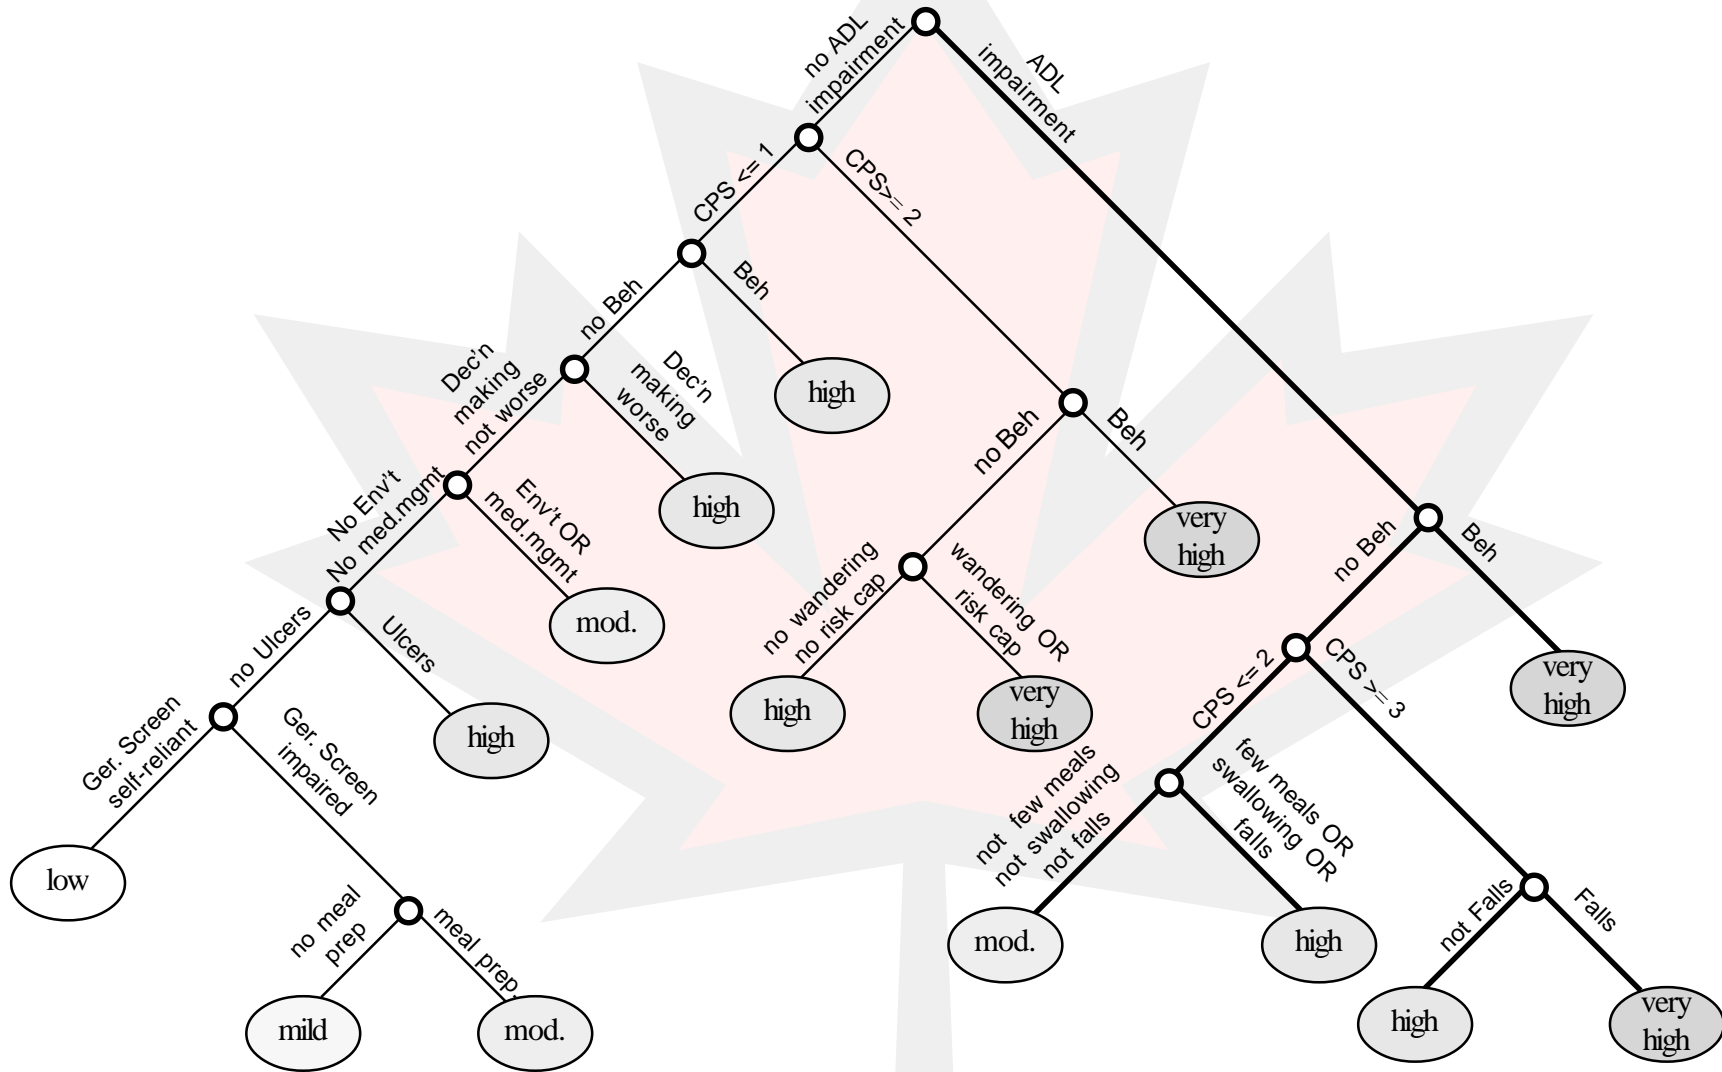 no ADL
impairment
ADL
impairment
CPS <= 1
CPS>= 2
no Beh
Beh
high
Dec'n
making
not worse
Dec'n
making
worse
high
no Beh
Beh
very
high
No Env't
No med.mgmt
Env't OR
med.mgmt
mod.
no wandering
no risk cap
wandering OR
risk cap
high
very
high
no Beh
Beh
very
high
no Ulcers
Ulcers
high
CPS <= 2
CPS >= 3
Ger. Screen
self-reliant
Ger. Screen
impaired
low
not few meals
not swallowing
not falls
few meals OR
swallowing OR
falls
mod.
high
not Falls
Falls
high
very
high
no meal
prep
meal prep.
mild
mod.